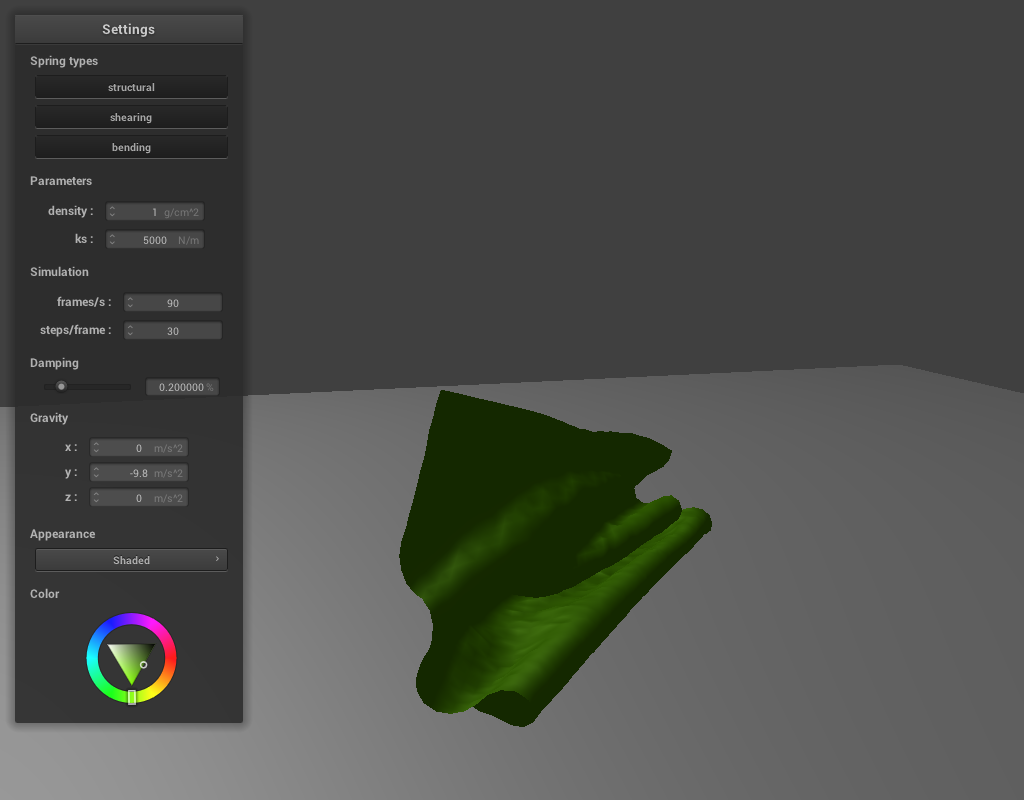 Settings
Spring types
structural
shearing
bending
Parameters
density : 1 g/cm^2
ks : 5000 N/m
Simulation
frames/s : 90
steps/frame : 30
Damping
0.200000 %
Gravity
x : 0 m/s^2
y : -9.8 m/s^2
z : 0 m/s^2
Appearance
Shaded
Color